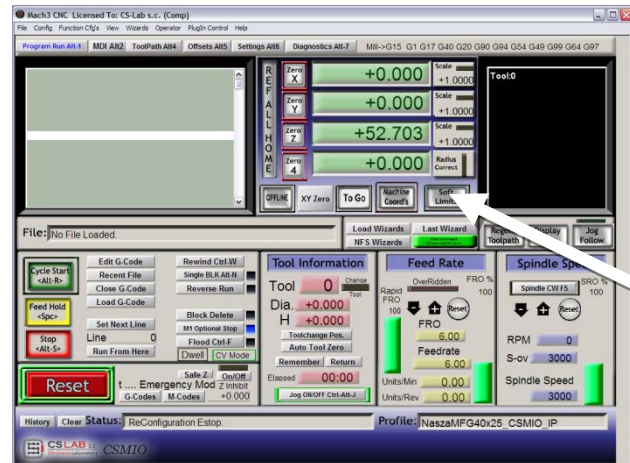 Mach3 CNC Licensed To: CS-Lab s.c. (Comp)
File Config Function Cfg's View Wizards Operator PlugIn Control Help
Program Run Alt-1 MDI Alt2 ToolPath Alt4 Offsets Alt5 Settings Alt6 Diagnostics Alt-7 Mill->G15 G1 G17 G40 G20 G90 G94 G54 G49 G99 G64 G97
REF ALL HOME
Zero X +0.000 Scale +1.0000
Zero Y +0.000 Scale +1.0000
Zero Z +52.703 Scale +1.0000
Zero 4 +0.000 Radius Correct
OFFLINE XY Zero To Go Machine Coord's Soft
Tool:0
File: No File Loaded.
Load Wizards Last Wizard
NFS Wizards
Toolpath Jog Follow
Cycle Start <Alt-R>
Feed Hold <Spc>
Stop <Alt-S>
Edit G-Code Rewind Ctrl-W
Recent File Single BLK Alt-N
Close G-Code Reverse Run
Load G-Code
Block Delete
Set Next Line M1 Optional Stop
Line 0 Flood Ctrl-F
Run From Here Dwell CV Mode
Reset
t .... Emergency Mod
Safe Z On/Off
Z Inhibit
G-Codes M-Codes +0.000
Tool Information
Tool 0 Change Tool
Dia. +0.000
H +0.000
Toolchange Pos.
Auto Tool Zero
Remember Return
Elapsed 00:00
Jog ON/OFF Ctrl-Alt-J
Feed Rate
OverRidden FRO %
Rapid FRO 100 100
Reset
FRO
6.00
Feedrate
6.00
Units/Min 0.00
Units/Rev 0.00
Spindle CW F5 SRO % 100
Reset
RPM 0
S-ov 3000
Spindle Speed
3000
History Clear Status: ReConfiguration Estop. Profile: NaszaMFG40x25_CSMIO_IP
CSLAB s.c. CSMIO